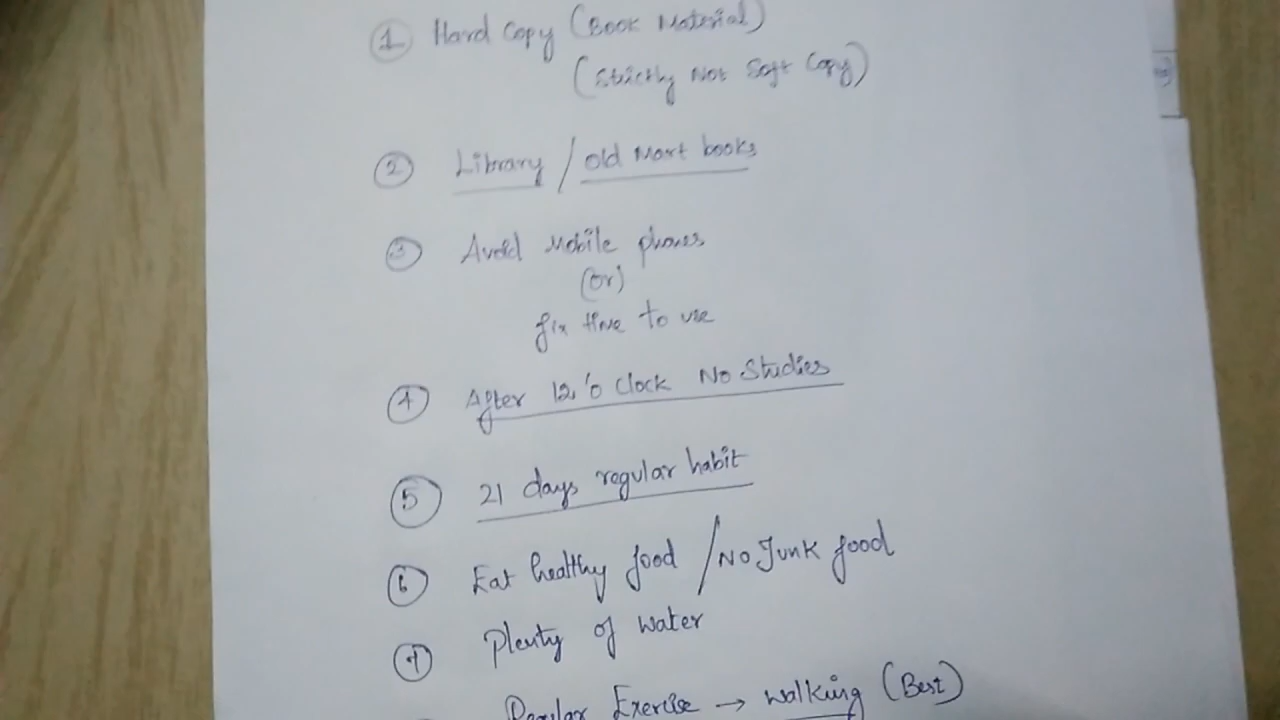 ① Hard Copy (Book Material)
(Strictly Not Soft Copy)
② Library / old Mart books
③ Avoid Mobile phones
(or)
fix time to use
④ After 12'o Clock No Studies
⑤ 21 days regular habit
⑥ Eat healthy food / No Junk food
⑦ Plenty of water
Regular Exercise → walking (Best)